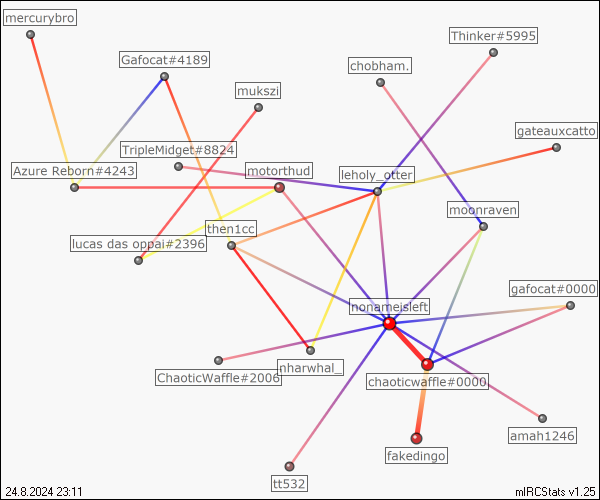 mercurybro
Thinker#5995
Gafocat#4189
chobham.
mukszi
gateauxcatto
TripleMidget#8824
Azure Reborn#4243
motorthud
leholy_otter
moonraven
then1cc
lucas das oppai#2396
gafocat#0000
nonameisleft
nharwhal_
ChaoticWaffle#2006
chaoticwaffle#0000
amah1246
fakedingo
tt532
24.8.2024 23:11
mIRCStats v1.25